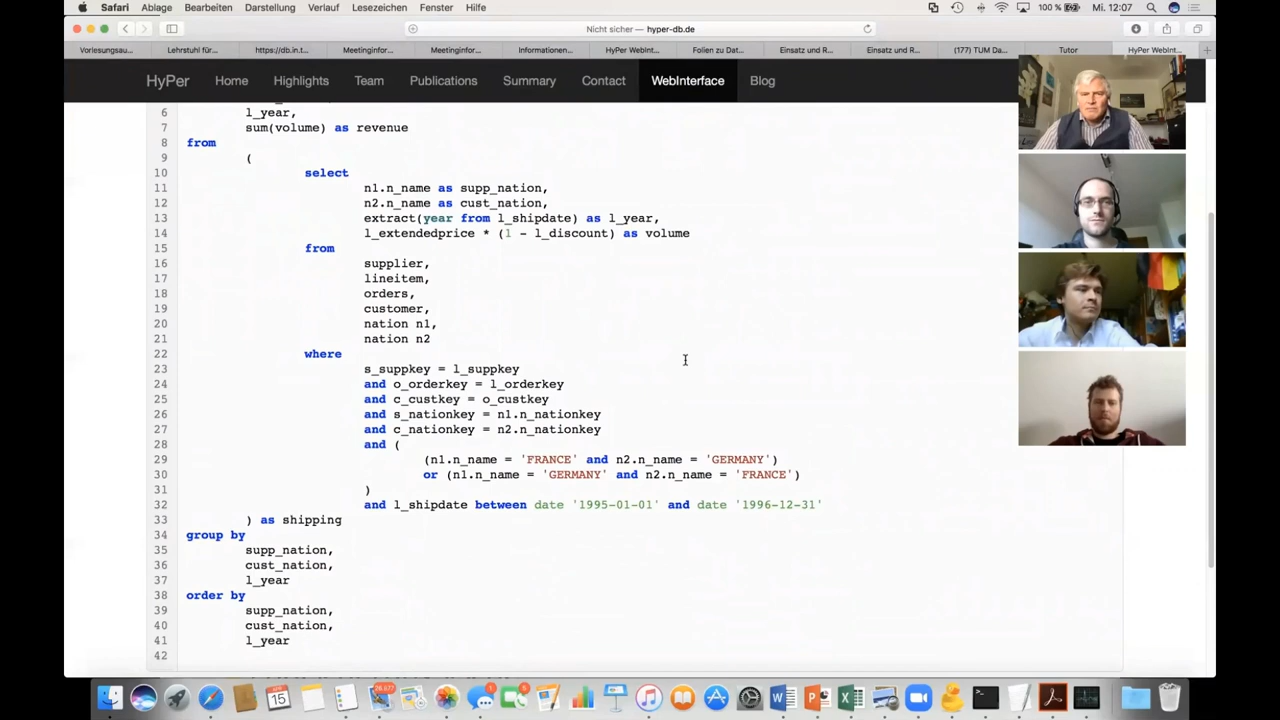 Safari Ablage Bearbeiten Darstellung Verlauf Lesezeichen Fenster Hilfe 100 % Mi. 12:07
Nicht sicher — hyper-db.de
Vorlesungsau... Lehrstuhl für... https://db.in.t... Meetinginfor... Meetinginfor... Informationen... HyPer WebInt... Folien zu Dat... Einsatz und R... Einsatz und R... (177) TUM Da... Tutor HyPer WebInt...
HyPer Home Highlights Team Publications Summary Contact WebInterface Blog
6 l_year,
7 sum(volume) as revenue
8 from
9 (
10 select
11 n1.n_name as supp_nation,
12 n2.n_name as cust_nation,
13 extract(year from l_shipdate) as l_year,
14 l_extendedprice * (1 - l_discount) as volume
15 from
16 supplier,
17 lineitem,
18 orders,
19 customer,
20 nation n1,
21 nation n2
22 where
23 s_suppkey = l_suppkey
24 and o_orderkey = l_orderkey
25 and c_custkey = o_custkey
26 and s_nationkey = n1.n_nationkey
27 and c_nationkey = n2.n_nationkey
28 and (
29 (n1.n_name = 'FRANCE' and n2.n_name = 'GERMANY')
30 or (n1.n_name = 'GERMANY' and n2.n_name = 'FRANCE')
31 )
32 and l_shipdate between date '1995-01-01' and date '1996-12-31'
33 ) as shipping
34 group by
35 supp_nation,
36 cust_nation,
37 l_year
38 order by
39 supp_nation,
40 cust_nation,
41 l_year
42
15